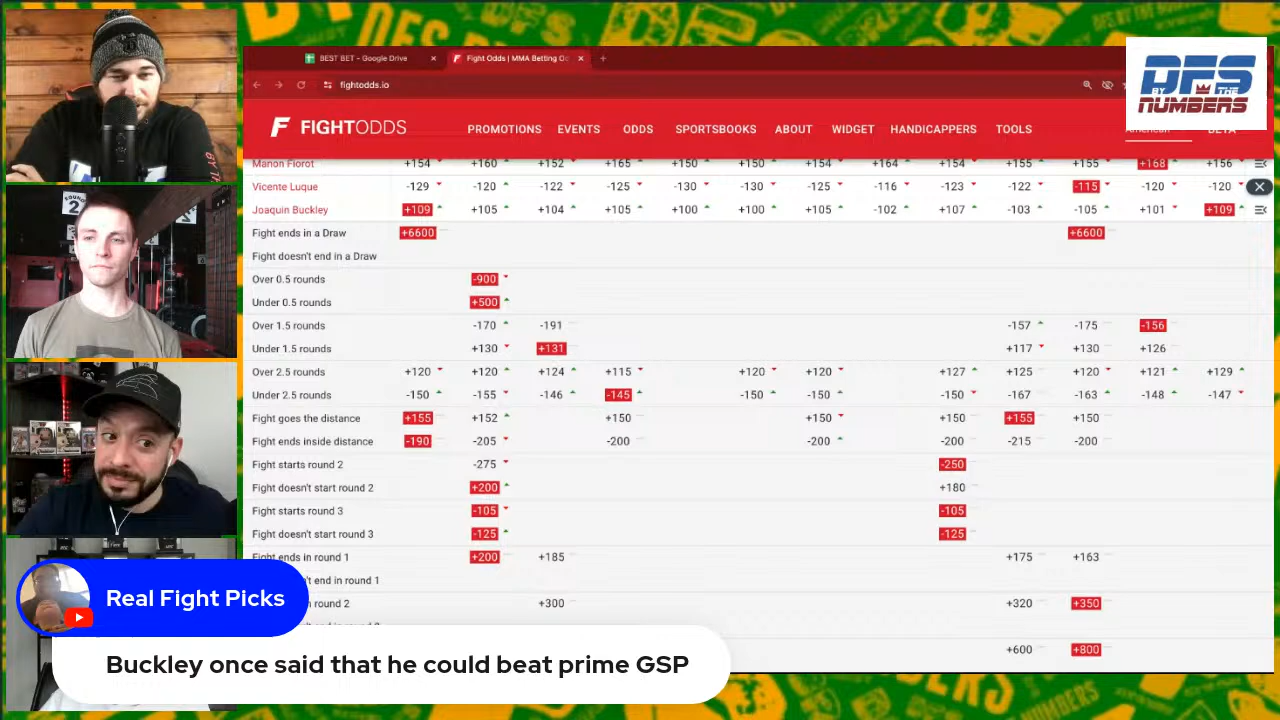 BEST BET - Google Drive
Fight Odds | MMA Betting Od
fightodds.io
DFS
BY THE
NUMBERS
FIGHTODDS
PROMOTIONS EVENTS ODDS SPORTSBOOKS ABOUT WIDGET HANDICAPPERS TOOLS American BETA
Manon Fiorot +154 +160 +152 +165 +150 +150 +154 +164 +154 +155 +155 +168 +156
Vicente Luque -129 -120 -122 -125 -130 -130 -125 -116 -123 -122 -115 -120 -120
Joaquin Buckley +109 +105 +104 +105 +100 +100 +105 -102 +107 -103 -105 +101 +109
Fight ends in a Draw +6600 +6600
Fight doesn't end in a Draw
Over 0.5 rounds -900
Under 0.5 rounds +500
Over 1.5 rounds -170 -191 -157 -175 -156
Under 1.5 rounds +130 +131 +117 +130 +126
Over 2.5 rounds +120 +120 +124 +115 +120 +120 +127 +125 +120 +121 +129
Under 2.5 rounds -150 -155 -146 -145 -150 -150 -150 -167 -163 -148 -147
Fight goes the distance +155 +152 +150 +150 +150 +155 +150
Fight ends inside distance -190 -205 -200 -200 -200 -215 -200
Fight starts round 2 -275 -250
Fight doesn't start round 2 +200 +180
Fight starts round 3 -105 -105
Fight doesn't start round 3 -125 -125
Fight ends in round 1 +200 +185 +175 +163
't end in round 1
round 2 +300 +320 +350
+600 +800
Real Fight Picks
Buckley once said that he could beat prime GSP